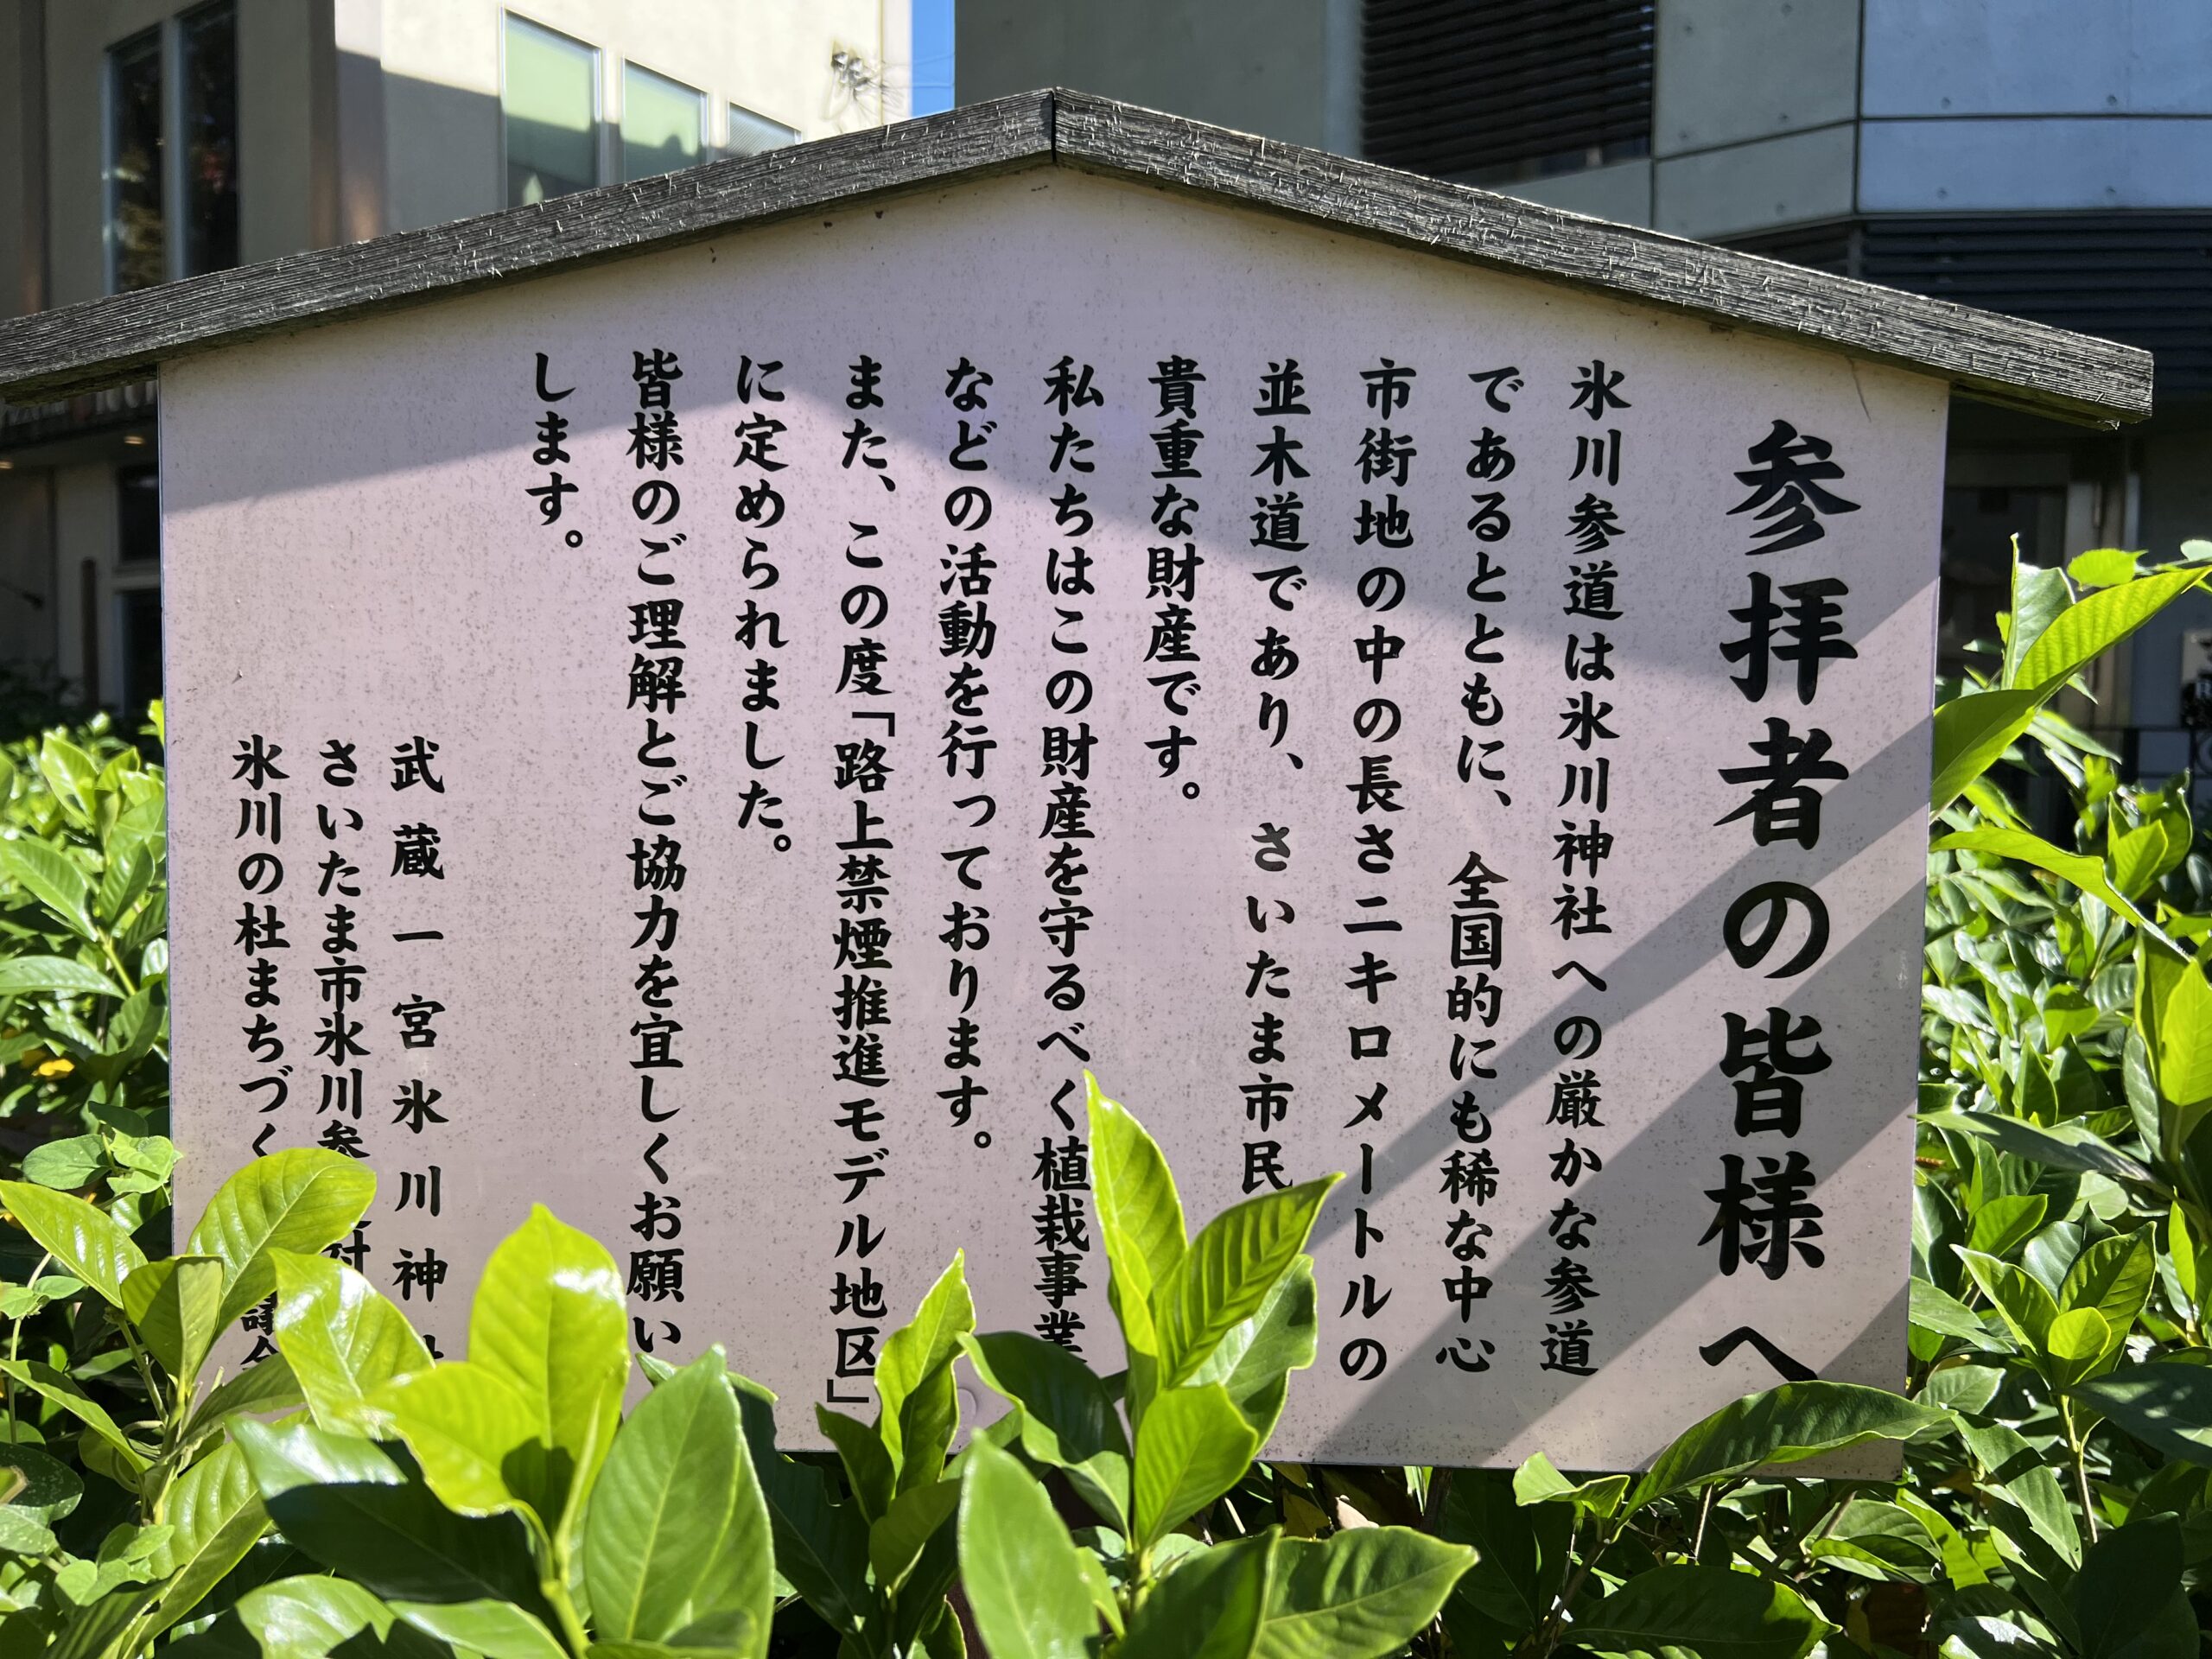 参拝者の皆様へ
氷川参道は氷川神社への厳かな参道
であるとともに、全国的にも稀な中心
市街地の中の長さ二キロメートルの
並木道であり、さいたま市民
貴重な財産です。
私たちはこの財産を守るべく植栽事業
などの活動を行っております。
また、この度「路上禁煙推進モデル地区」
に定められました。
皆様のご理解とご協力を宜しくお願い
します。
武蔵一宮氷川神
さいたま市氷川参
氷川の杜まちづく